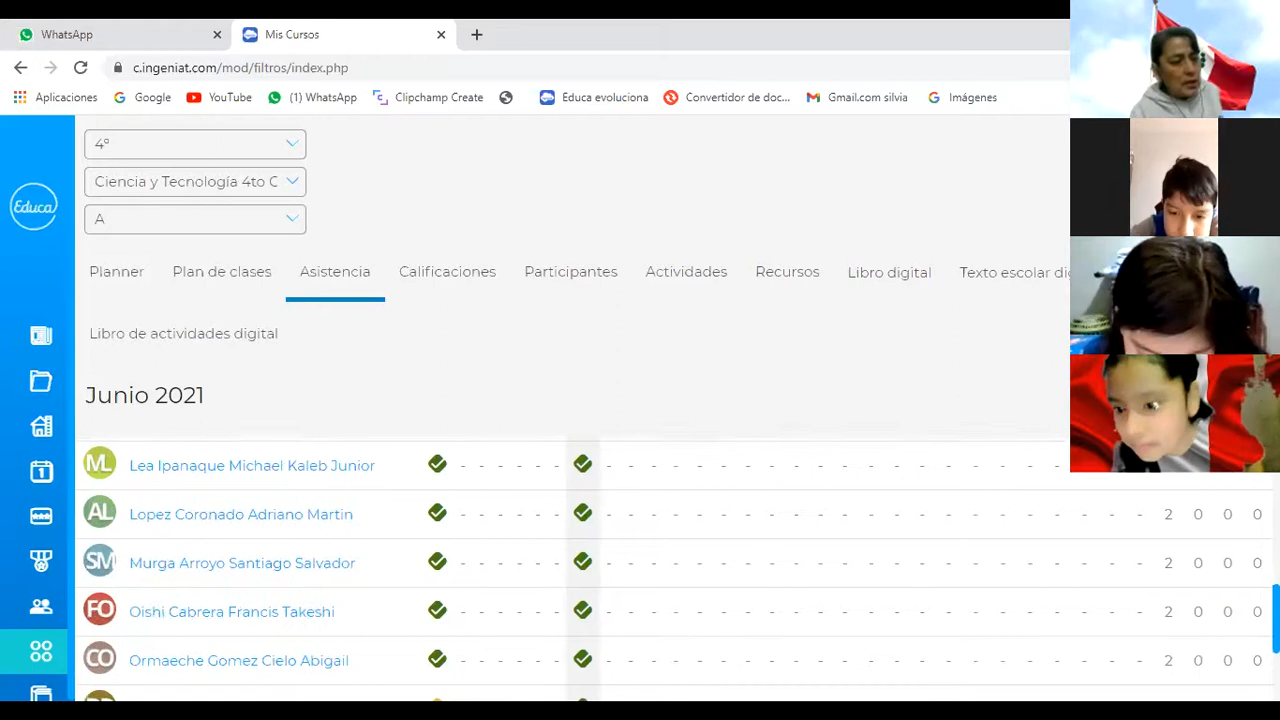 WhatsApp Mis Cursos
c.ingeniat.com/mod/filtros/index.php
Aplicaciones Google YouTube (1) WhatsApp Clipchamp Create Educa evoluciona Convertidor de doc... Gmail.com silvia Imágenes
4º
Ciencia y Tecnología 4to C
A
Educa
Planner Plan de clases Asistencia Calificaciones Participantes Actividades Recursos Libro digital Texto escolar di
Libro de actividades digital
Junio 2021
ML Lea Ipanaque Michael Kaleb Junior - - - - - - - - - - - - - - - - - - - - - - - - -
AL Lopez Coronado Adriano Martin - - - - - - - - - - - - - - - - - - - - - - - - - - - - 2 0 0 0
SM Murga Arroyo Santiago Salvador - - - - - - - - - - - - - - - - - - - - - - - - - - - - 2 0 0 0
FO Oishi Cabrera Francis Takeshi - - - - - - - - - - - - - - - - - - - - - - - - - - - - 2 0 0 0
CO Ormaeche Gomez Cielo Abigail - - - - - - - - - - - - - - - - - - - - - - - - - - - - 2 0 0 0